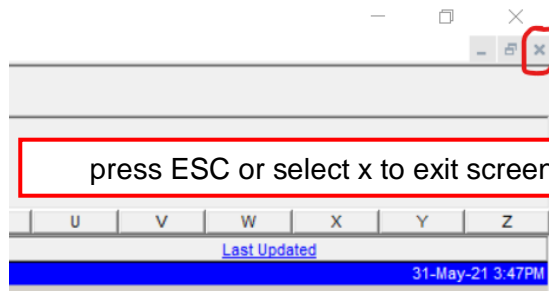 press ESC or select x to exit screen
U V W X Y Z
Last Updated
31-May-21 3:47PM